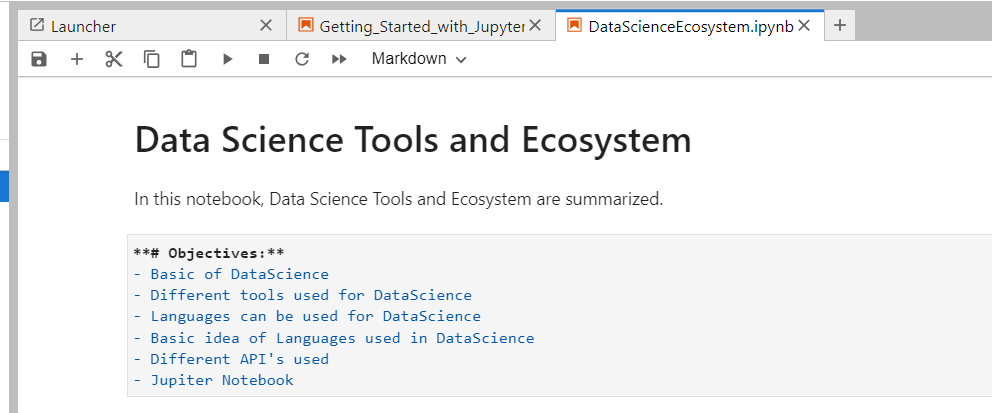 Launcher
Getting_Started_with_Jupyter
DataScienceEcosystem.ipynb
Markdown
Data Science Tools and Ecosystem
In this notebook, Data Science Tools and Ecosystem are summarized.
**# Objectives:**
- Basic of DataScience
- Different tools used for DataScience
- Languages can be used for DataScience
- Basic idea of Languages used in DataScience
- Different API's used
- Jupiter Notebook